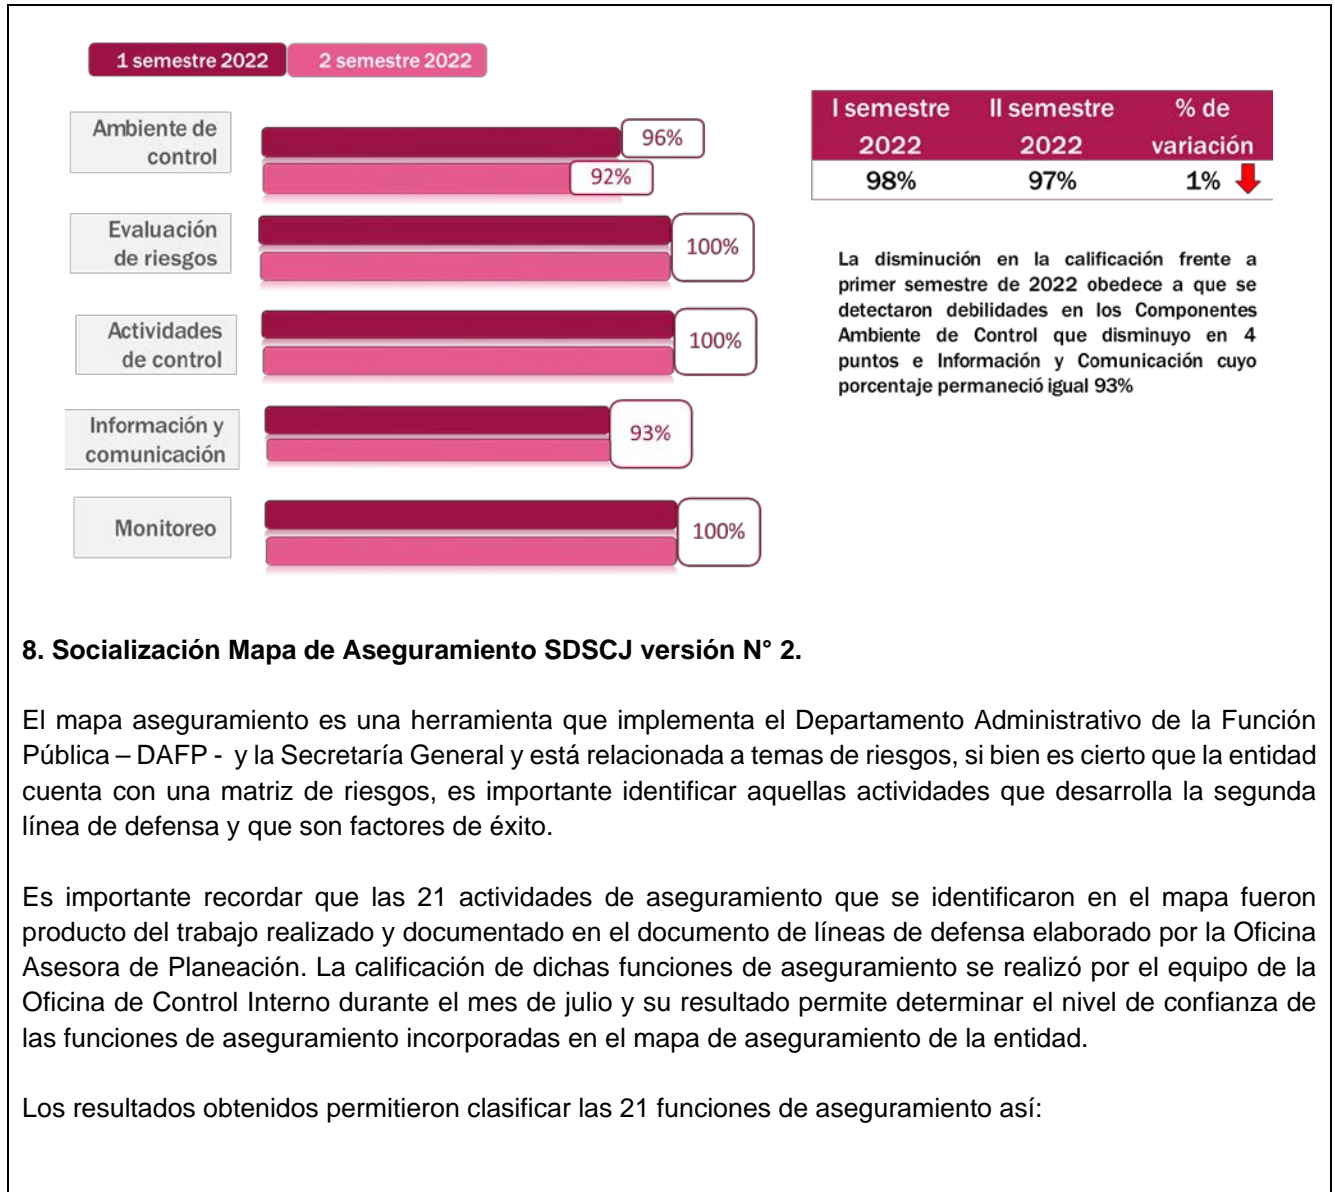 1 semestre 2022 2 semestre 2022
Ambiente de
control
96%
92%
Evaluación
de riesgos
100%
Actividades
de control
100%
Información y
comunicación
93%
Monitoreo
100%
I semestre II semestre % de
2022 2022 variación
98% 97% 1%
La disminución en la calificación frente a
primer semestre de 2022 obedece a que se
detectaron debilidades en los Componentes
Ambiente de Control que disminuyo en 4
puntos e Información y Comunicación cuyo
porcentaje permaneció igual 93%
8. Socialización Mapa de Aseguramiento SDSCJ versión N° 2.
El mapa aseguramiento es una herramienta que implementa el Departamento Administrativo de la Función
Pública – DAFP - y la Secretaría General y está relacionada a temas de riesgos, si bien es cierto que la entidad
cuenta con una matriz de riesgos, es importante identificar aquellas actividades que desarrolla la segunda
línea de defensa y que son factores de éxito.
Es importante recordar que las 21 actividades de aseguramiento que se identificaron en el mapa fueron
producto del trabajo realizado y documentado en el documento de líneas de defensa elaborado por la Oficina
Asesora de Planeación. La calificación de dichas funciones de aseguramiento se realizó por el equipo de la
Oficina de Control Interno durante el mes de julio y su resultado permite determinar el nivel de confianza de
las funciones de aseguramiento incorporadas en el mapa de aseguramiento de la entidad.
Los resultados obtenidos permitieron clasificar las 21 funciones de aseguramiento así: